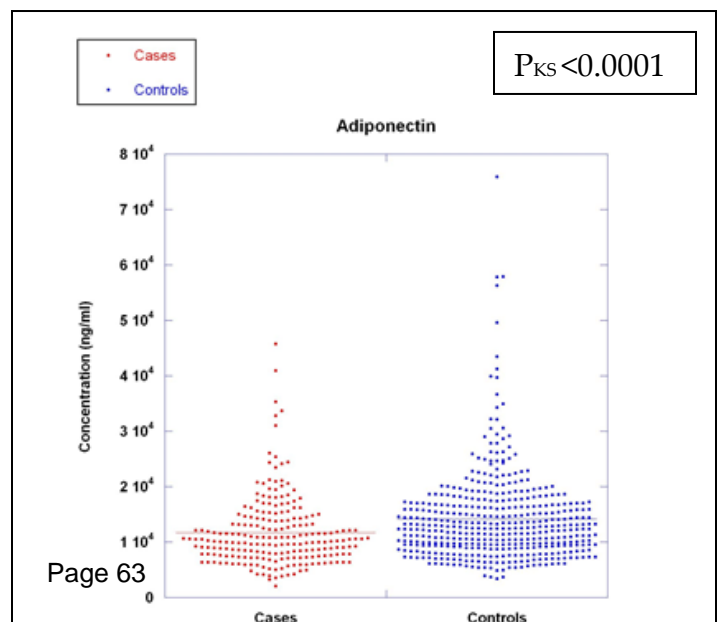 Cases
Controls
PKS<0.0001
Adiponectin
8 10⁴
7 10⁴
6 10⁴
5 10⁴
4 10⁴
3 10⁴
2 10⁴
1 10⁴
0
Concentration (ng/ml)
Page 63
Cases Controls